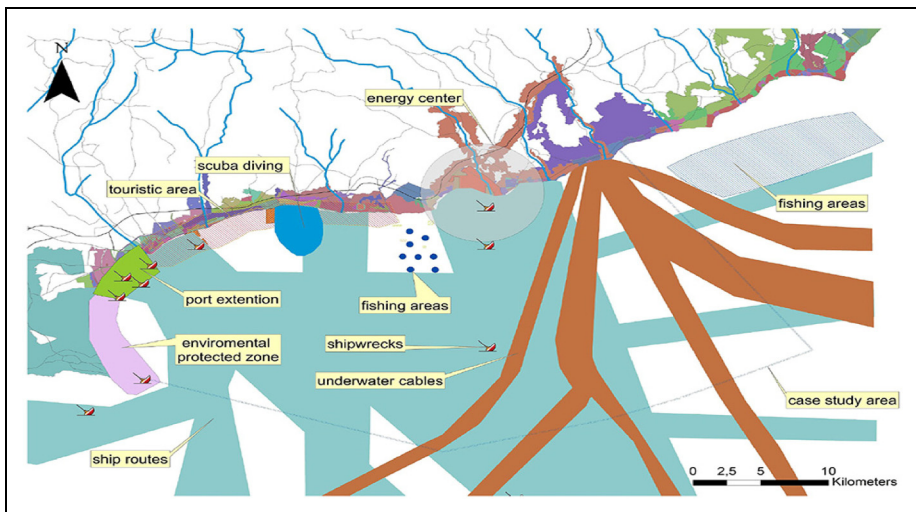 N
energy center
scuba diving
touristic area
fishing areas
port extention
fishing areas
enviromental
protected zone
shipwrecks
underwater cables
case study area
ship routes
0 2,5 5 10
Kilometers